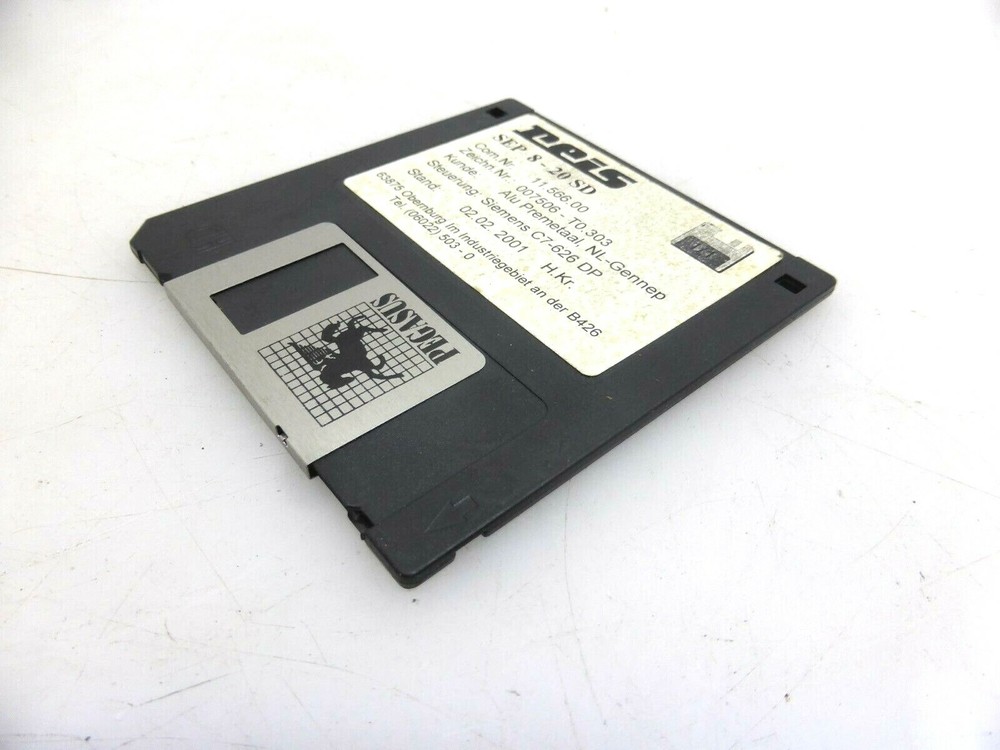 reis
SEP 8 - 20 SD
Com.Nr. 11.566.00
Zeichn.Nr.: 007506 - T0.303
Kunde: Alu Premetaal, NL-Gennep
Steuerung: Siemens C7-626 DP
Stand: 02.02. 2001 H.Kr.
63875 Obernburg Im Industriegebiet an der B426
Tel. (06022) 503 - 0
PEGASUS